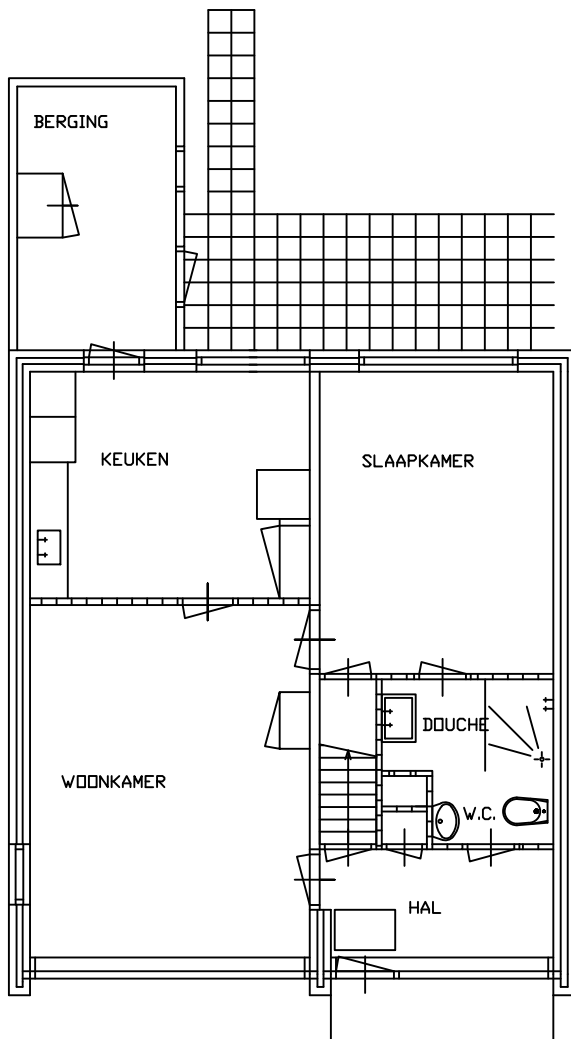 BERGING
KEUKEN
SLAAPKAMER
DOUCHE
WOONKAMER
W.C.
HAL